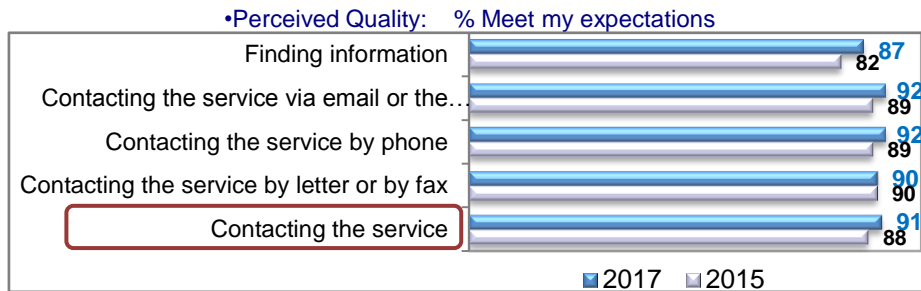 •Perceived Quality: % Meet my expectations
Finding information
87
82
Contacting the service via email or the…
92
89
Contacting the service by phone
92
89
Contacting the service by letter or by fax
90
90
Contacting the service
91
88
2017 2015